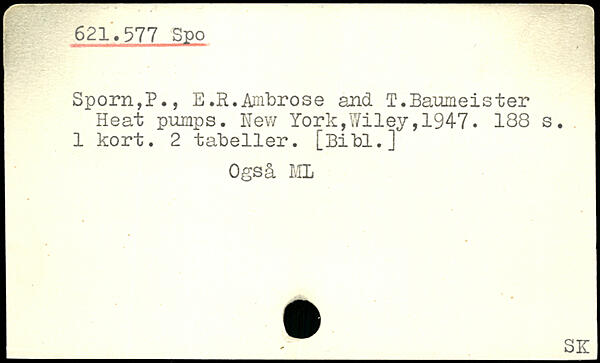 621.577 Spo
Sporn,P., E.R.Ambrose and T.Baumeister
Heat pumps. New York,Wiley,1947. 188 s.
1 kort. 2 tabeller. [Bibl.]
Også ML
SK